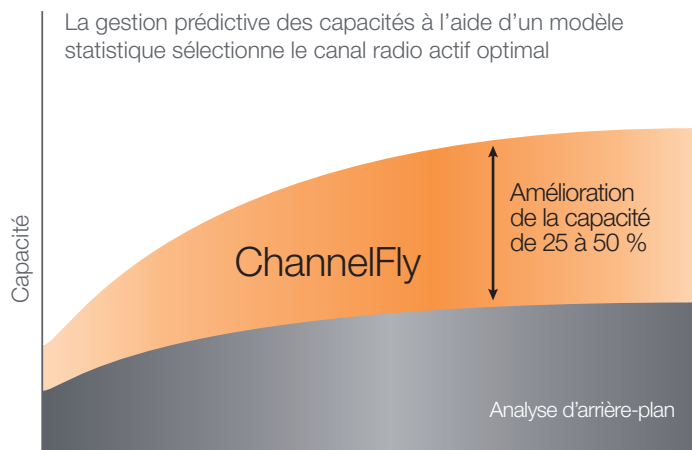 La gestion prédictive des capacités à l’aide d’un modèle
statistique sélectionne le canal radio actif optimal
Capacité
ChannelFly
Amélioration
de la capacité
de 25 à 50 %
Analyse d’arrière-plan